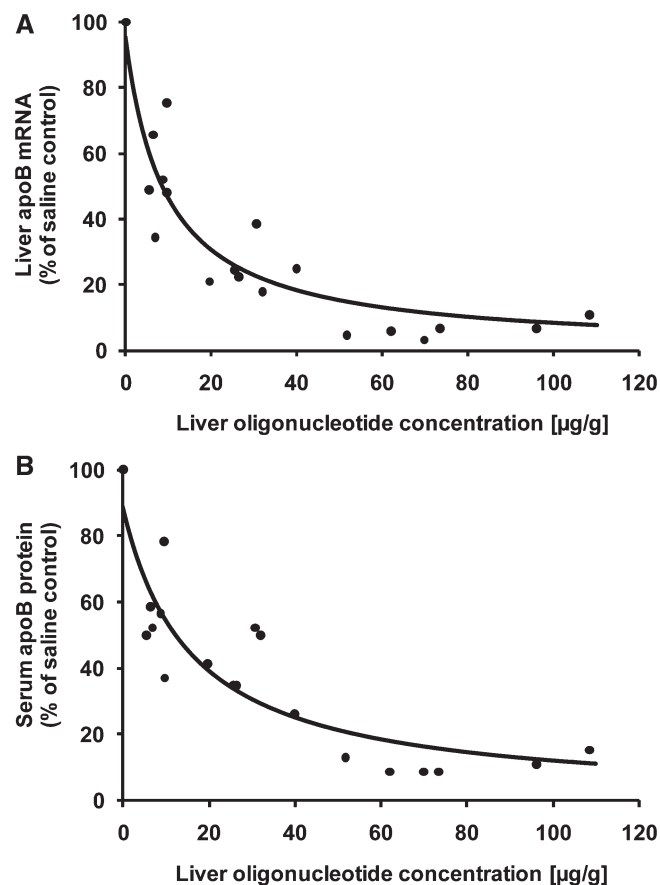 A
Liver apoB mRNA
(% of saline control)
100
80
60
40
20
0
0 20 40 60 80 100 120
Liver oligonucleotide concentration [µg/g]
B
Serum apoB protein
(% of saline control)
100
80
60
40
20
0
0 20 40 60 80 100 120
Liver oligonucleotide concentration [µg/g]